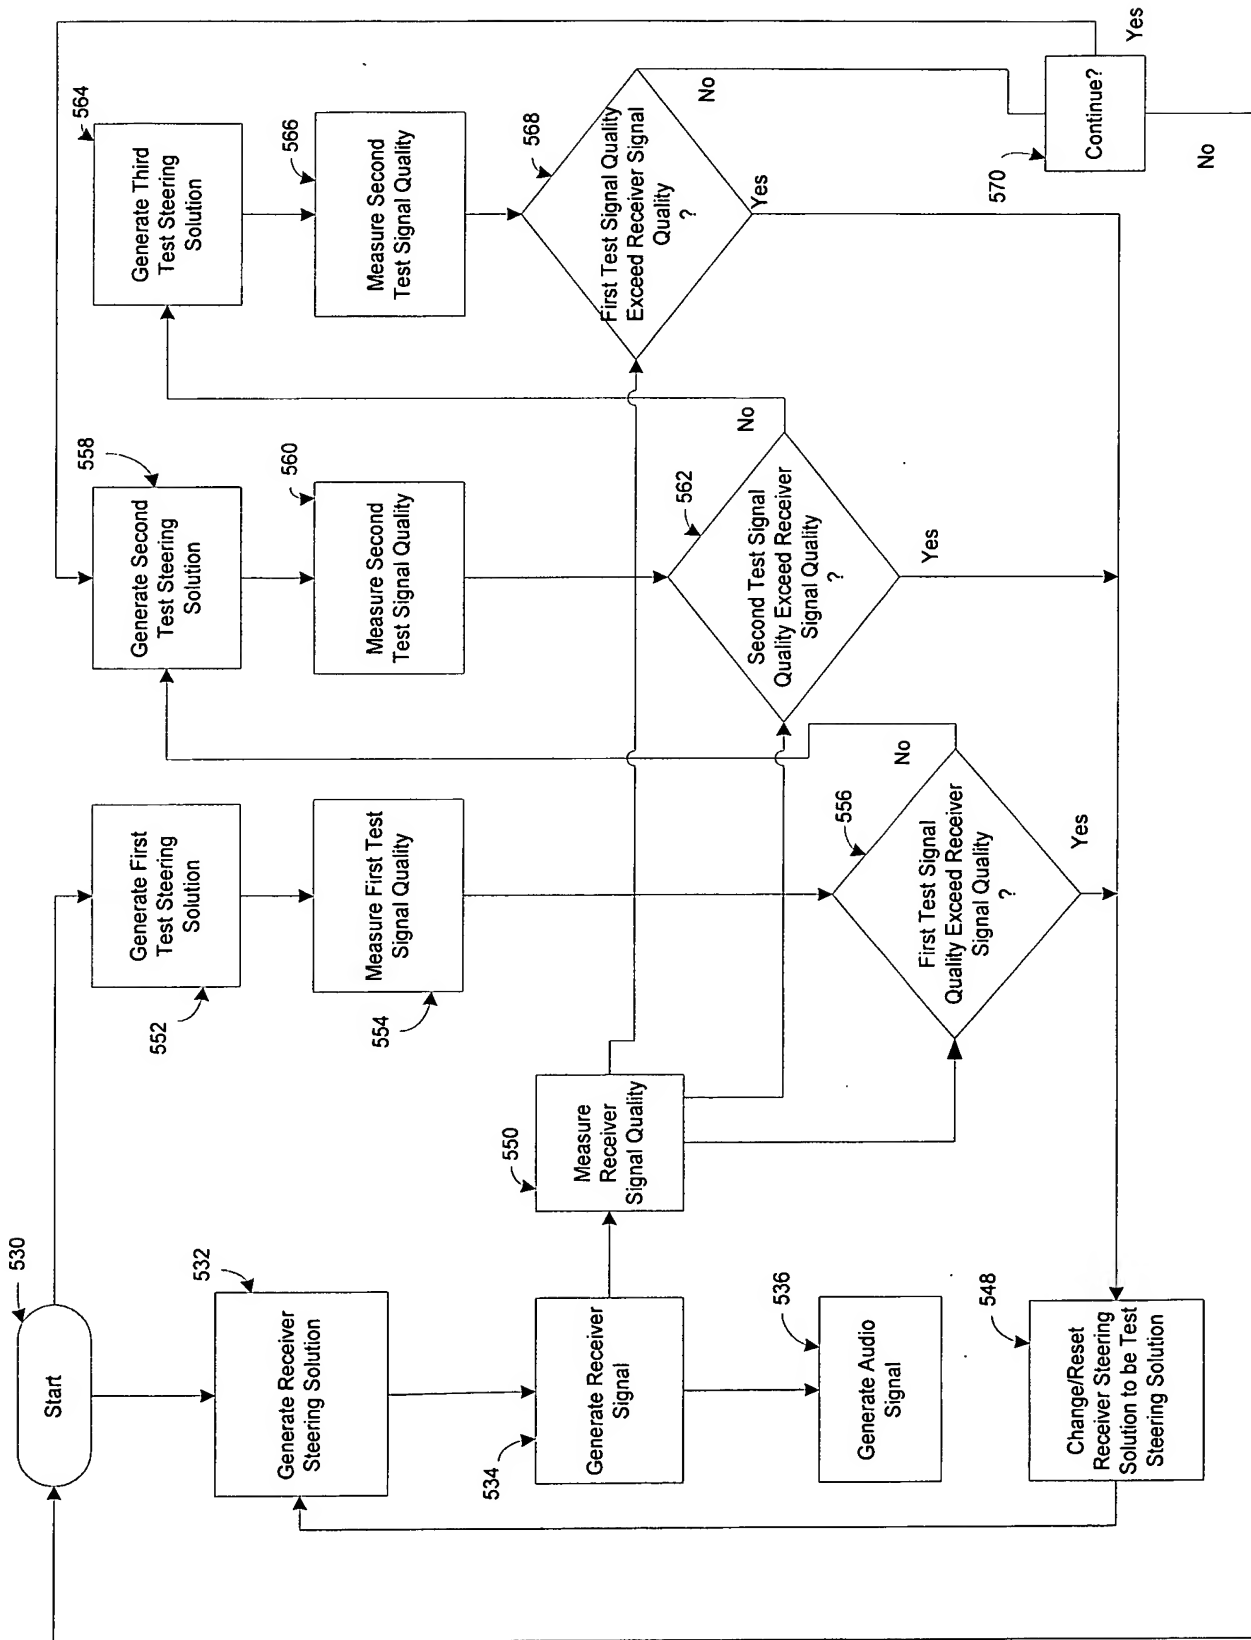 530
Start
532
Generate Receiver
Steering Solution
534
Generate Receiver
Signal
536
Generate Audio
Signal
548
Change/Reset
Receiver Steering
Solution to be Test
Steering Solution
550
Measure
Receiver
Signal Quality
552
Generate First
Test Steering
Solution
554
Measure First Test
Signal Quality
556
First Test Signal
Quality Exceed Receiver
Signal Quality
?
No
Yes
558
Generate Second
Test Steering
Solution
560
Measure Second
Test Signal Quality
562
Second Test Signal
Quality Exceed Receiver
Signal Quality
?
No
Yes
564
Generate Third
Test Steering
Solution
566
Measure Second
Test Signal Quality
568
First Test Signal Quality
Exceed Receiver Signal
Quality
?
No
Yes
570
Continue?
Yes
No